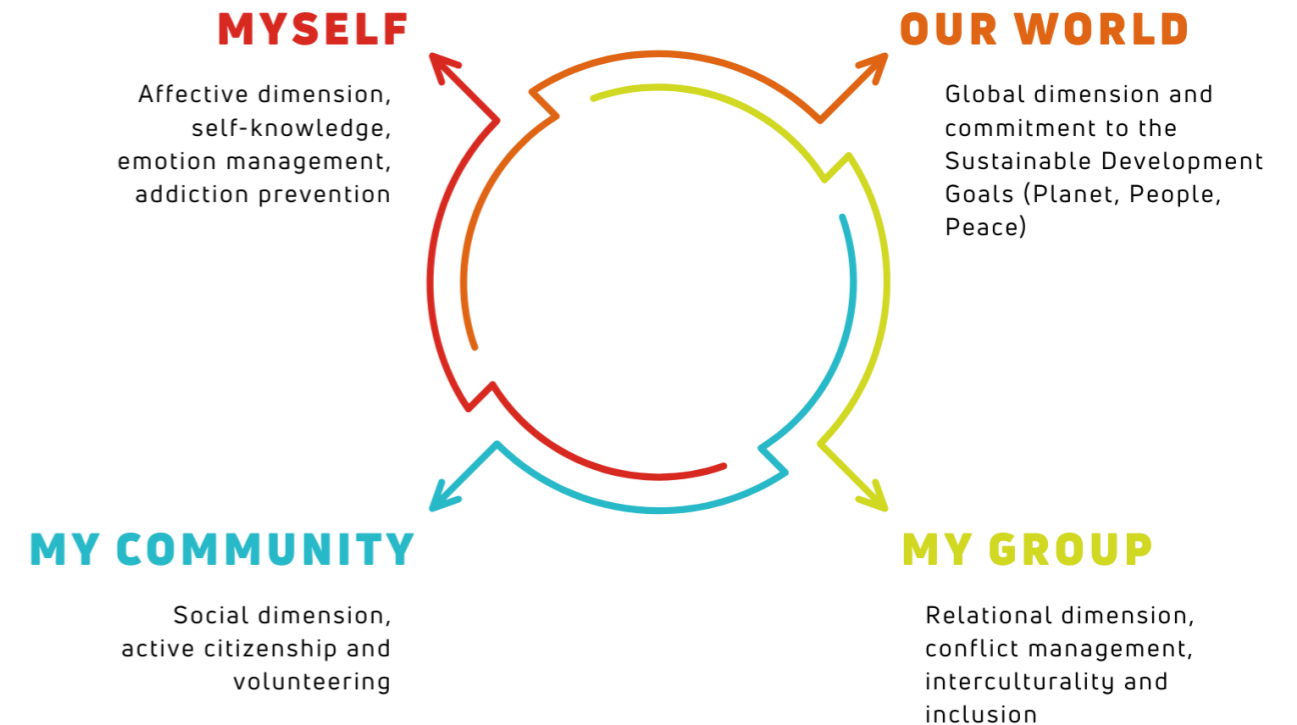 MYSELF
Affective dimension,
self-knowledge,
emotion management,
addiction prevention
OUR WORLD
Global dimension and
commitment to the
Sustainable Development
Goals (Planet, People,
Peace)
MY COMMUNITY
Social dimension,
active citizenship and
volunteering
MY GROUP
Relational dimension,
conflict management,
interculturality and
inclusion